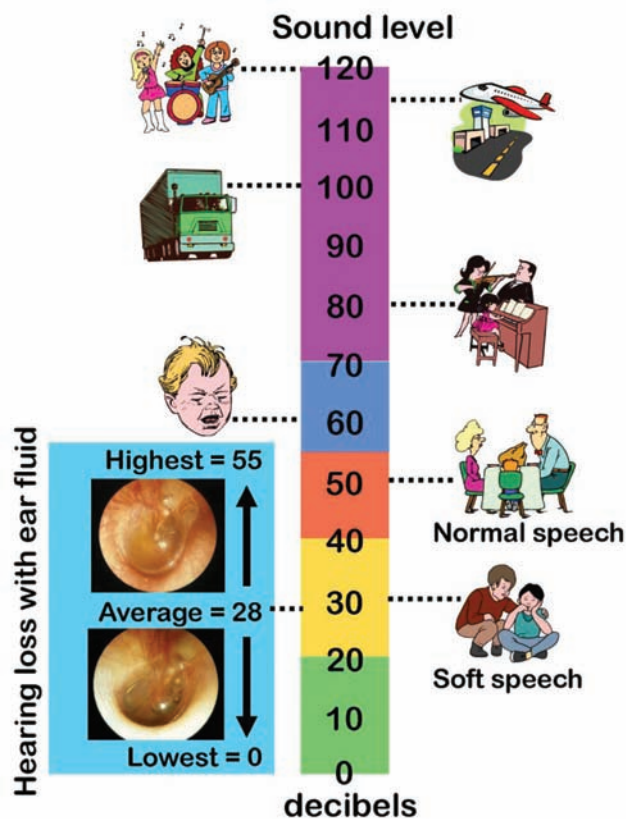 Sound level
120
110
100
90
80
70
60
50
40
30
20
10
0
decibels
Normal speech
Soft speech
Hearing loss with ear fluid
Highest = 55
Average = 28
Lowest = 0